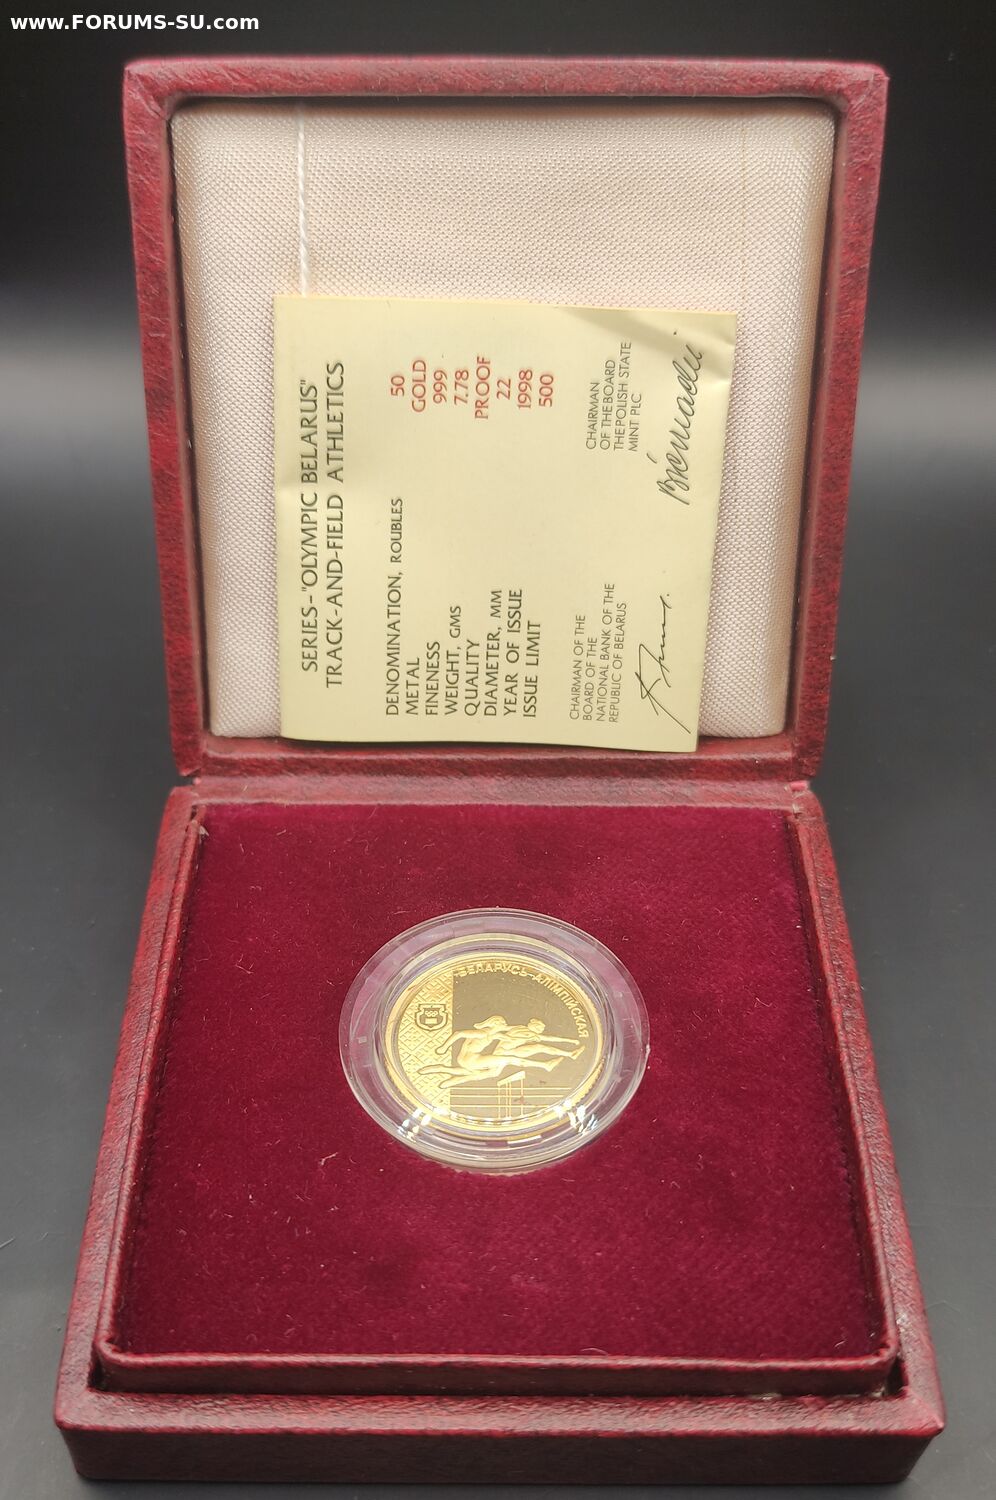 www.FORUMS-SU.com
SERIES-"OLYMPIC BELARUS"
TRACK-AND-FIELD ATHLETICS
DENOMINATION, ROUBLES 50
METAL GOLD
FINENESS 999
WEIGHT, GMS 7.78
QUALITY PROOF
DIAMETER, MM 22
YEAR OF ISSUE 1998
ISSUE LIMIT 500
CHAIRMAN OF THE
BOARD OF THE
NATIONAL BANK OF THE
REPUBLIC OF BELARUS
CHAIRMAN
OF THE BOARD
THE POLISH STATE
MINT PLC
БЕЛАРУСЬ АЛІМПІЙСКАЯ